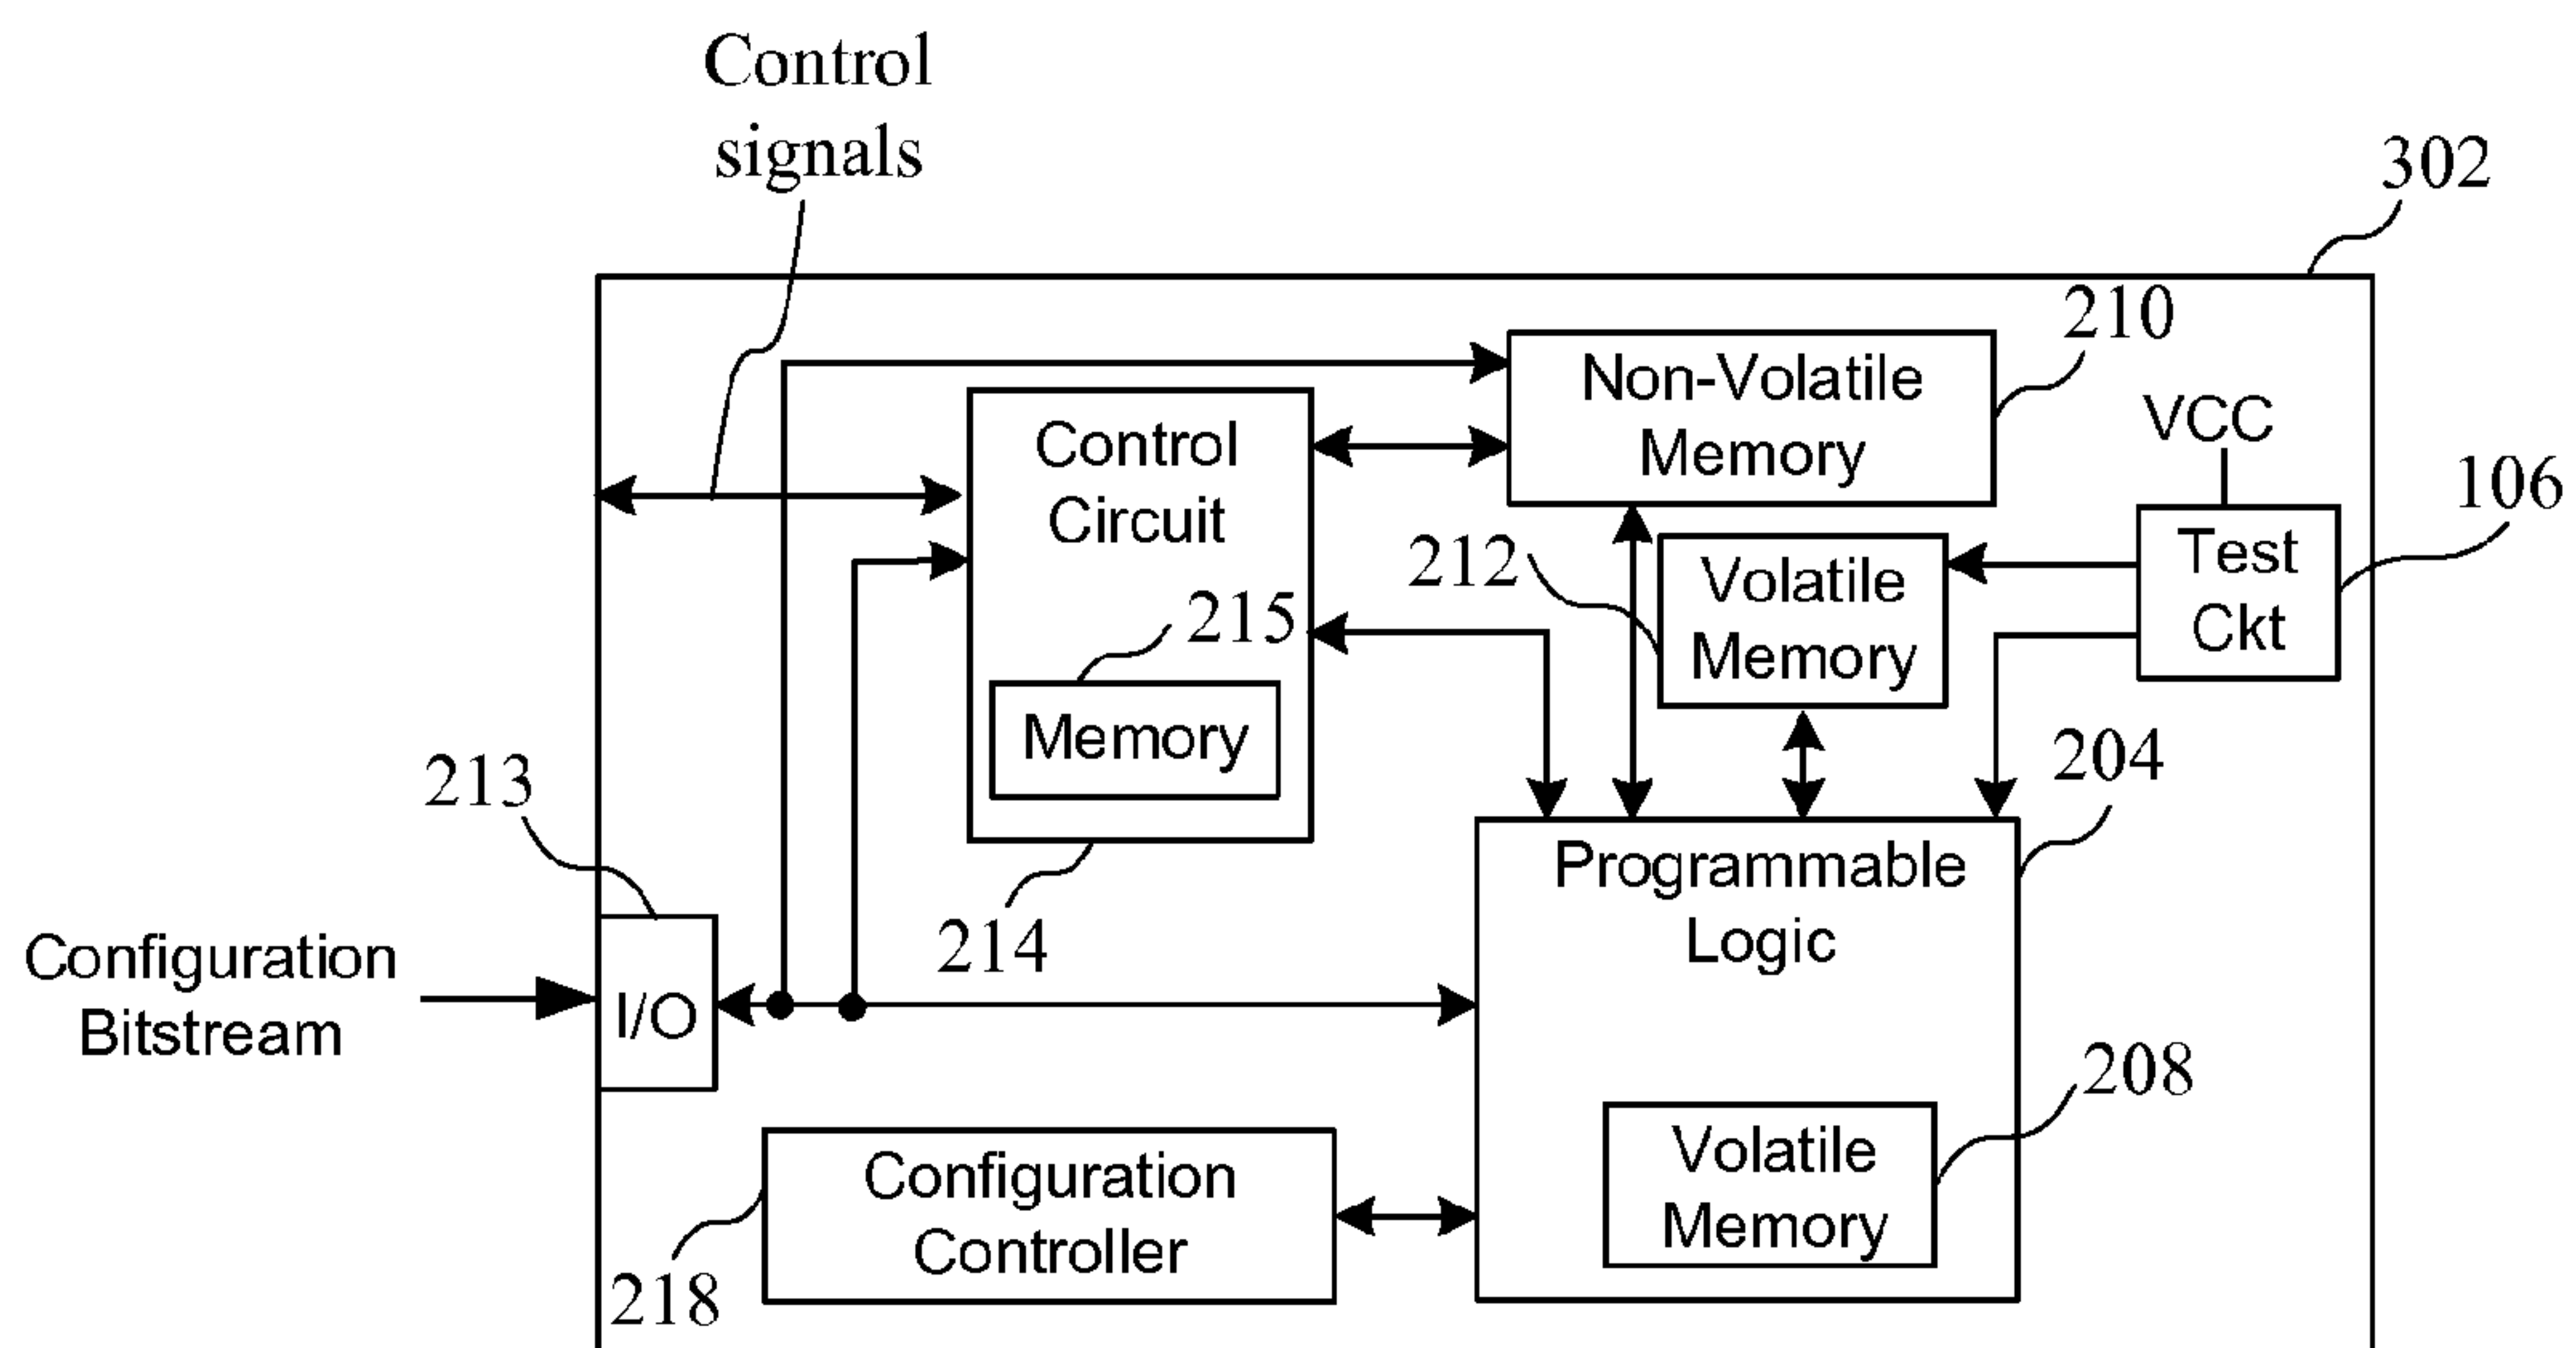 Control
signals
302
210
Non-Volatile
Memory
VCC
106
Control
Circuit
212
Volatile
Memory
Test
Ckt
215
Memory
213
204
Programmable
Logic
214
Configuration
Bitstream
I/O
208
Volatile
Memory
Configuration
Controller
218